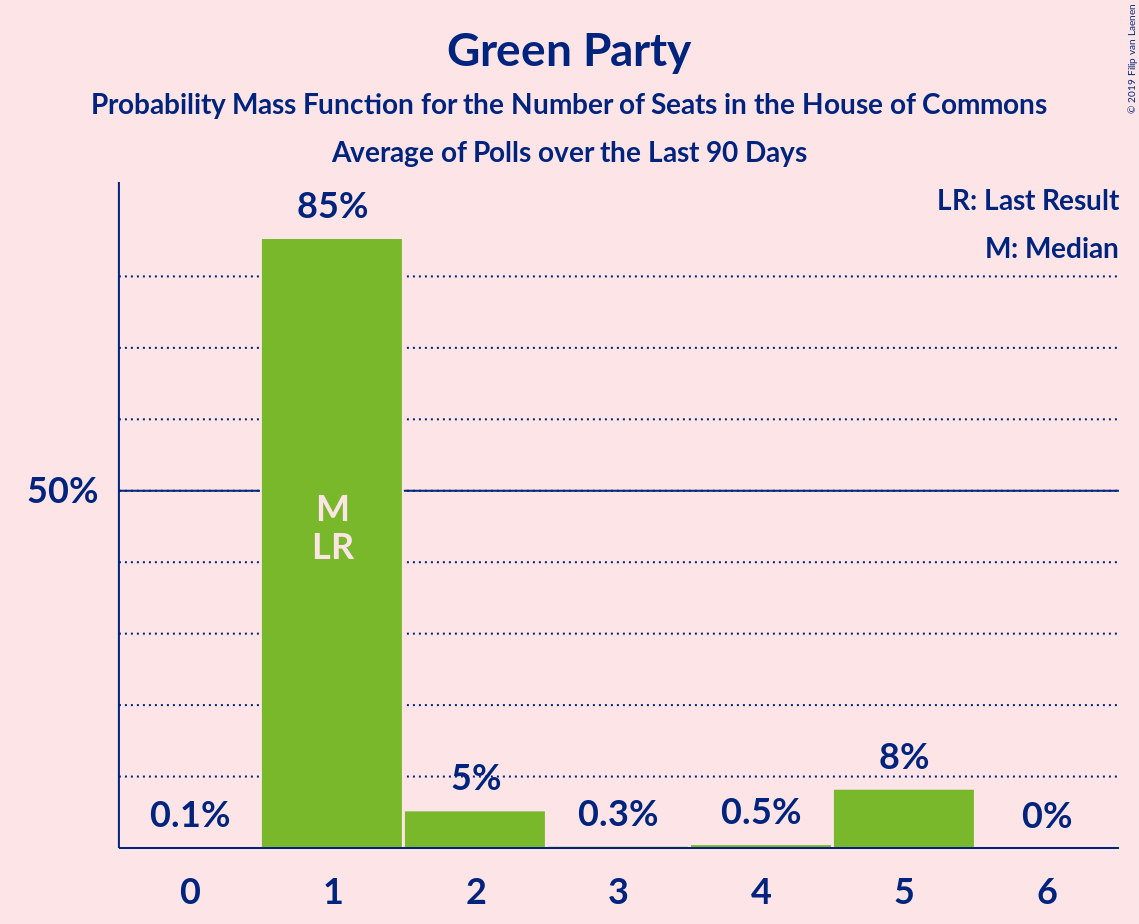 Green Party
Probability Mass Function for the Number of Seats in the House of Commons
Average of Polls over the Last 90 Days
© 2019 Filip van Laenen
LR: Last Result
M: Median
85%
50%
M
LR
0.1%
5%
0.3%
0.5%
8%
0%
0 1 2 3 4 5 6